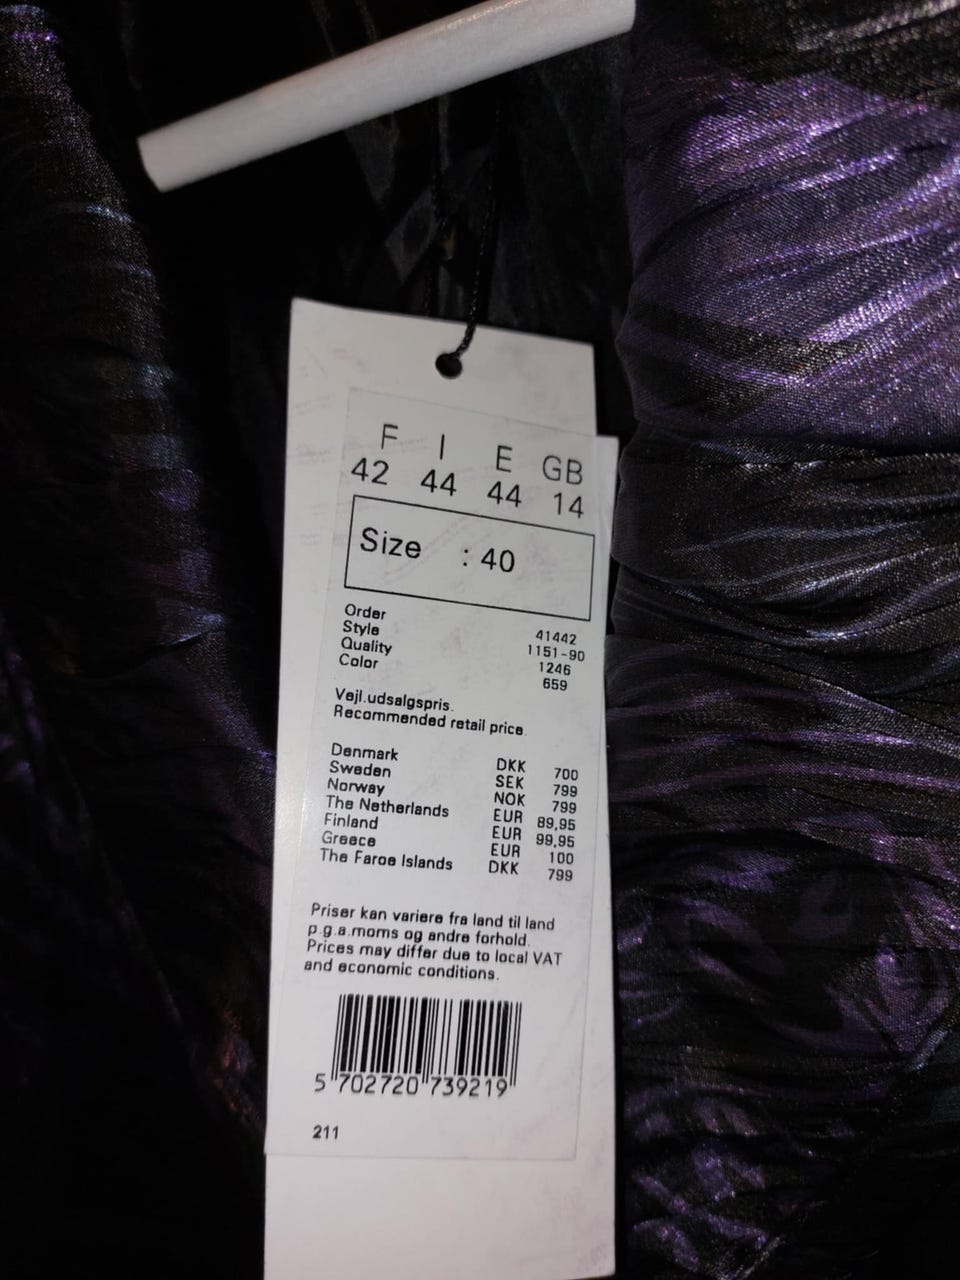 F I E GB
42 44 44 14
Size : 40
Order 41442
Style 1151-90
Quality 1246
Color 659
Vejl.udsalgspris.
Recommended retail price.
Denmark DKK 700
Sweden SEK 799
Norway NOK 799
The Netherlands EUR 89,95
Finland EUR 99,95
Greece EUR 100
The Faroe Islands DKK 799
Priser kan variere fra land til land
p.g.a.moms og andre forhold.
Prices may differ due to local VAT
and economic conditions.
5 702720 739219
211